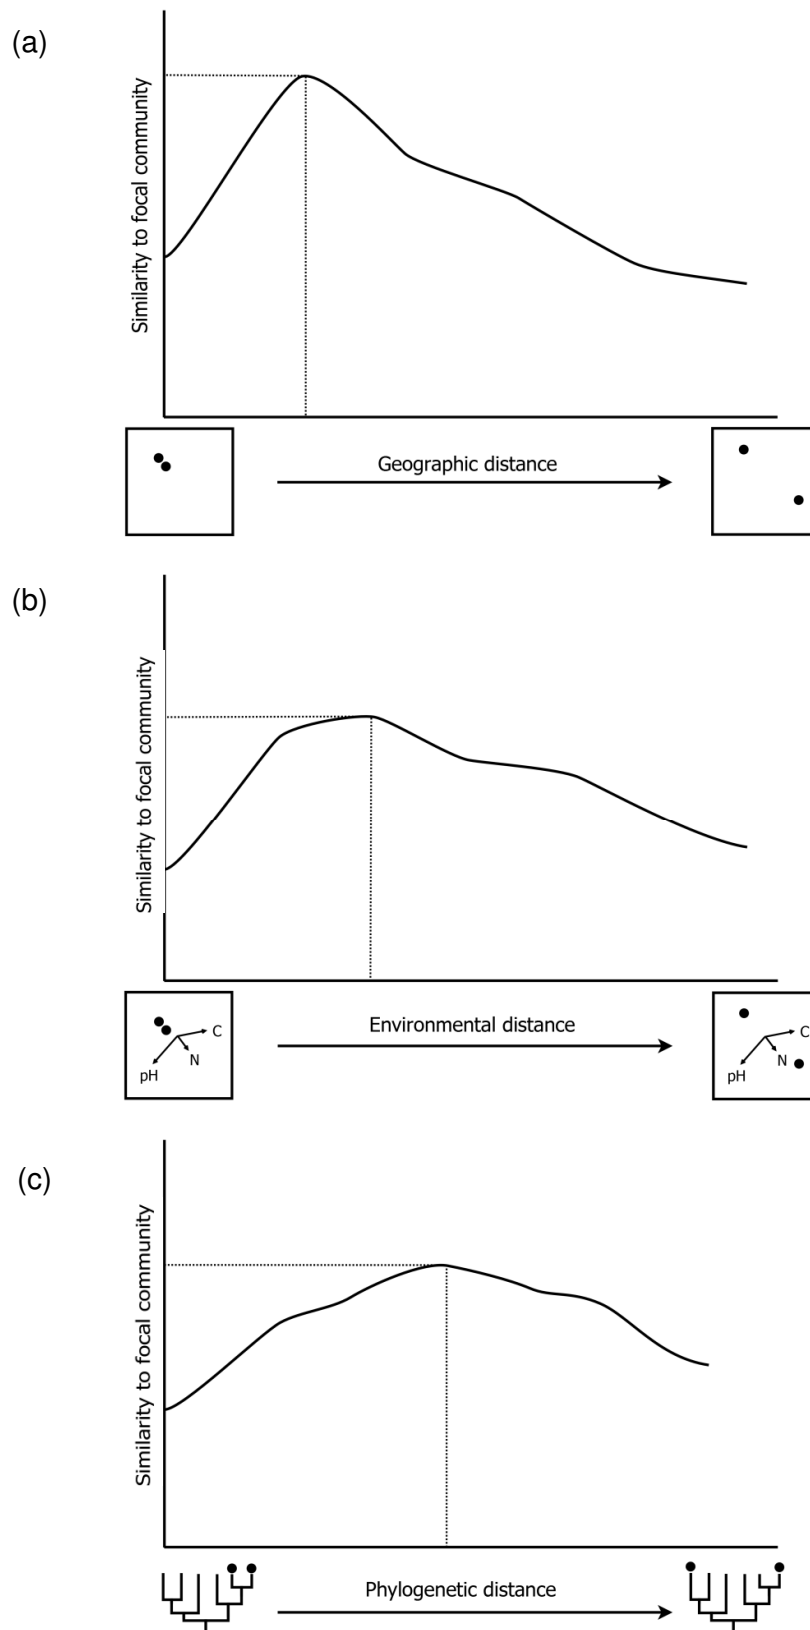 (a)
Similarity to focal community
Geographic distance
(b)
Similarity to focal community
C
N
pH
Environmental distance
C
N
pH
(c)
Similarity to focal community
Phylogenetic distance